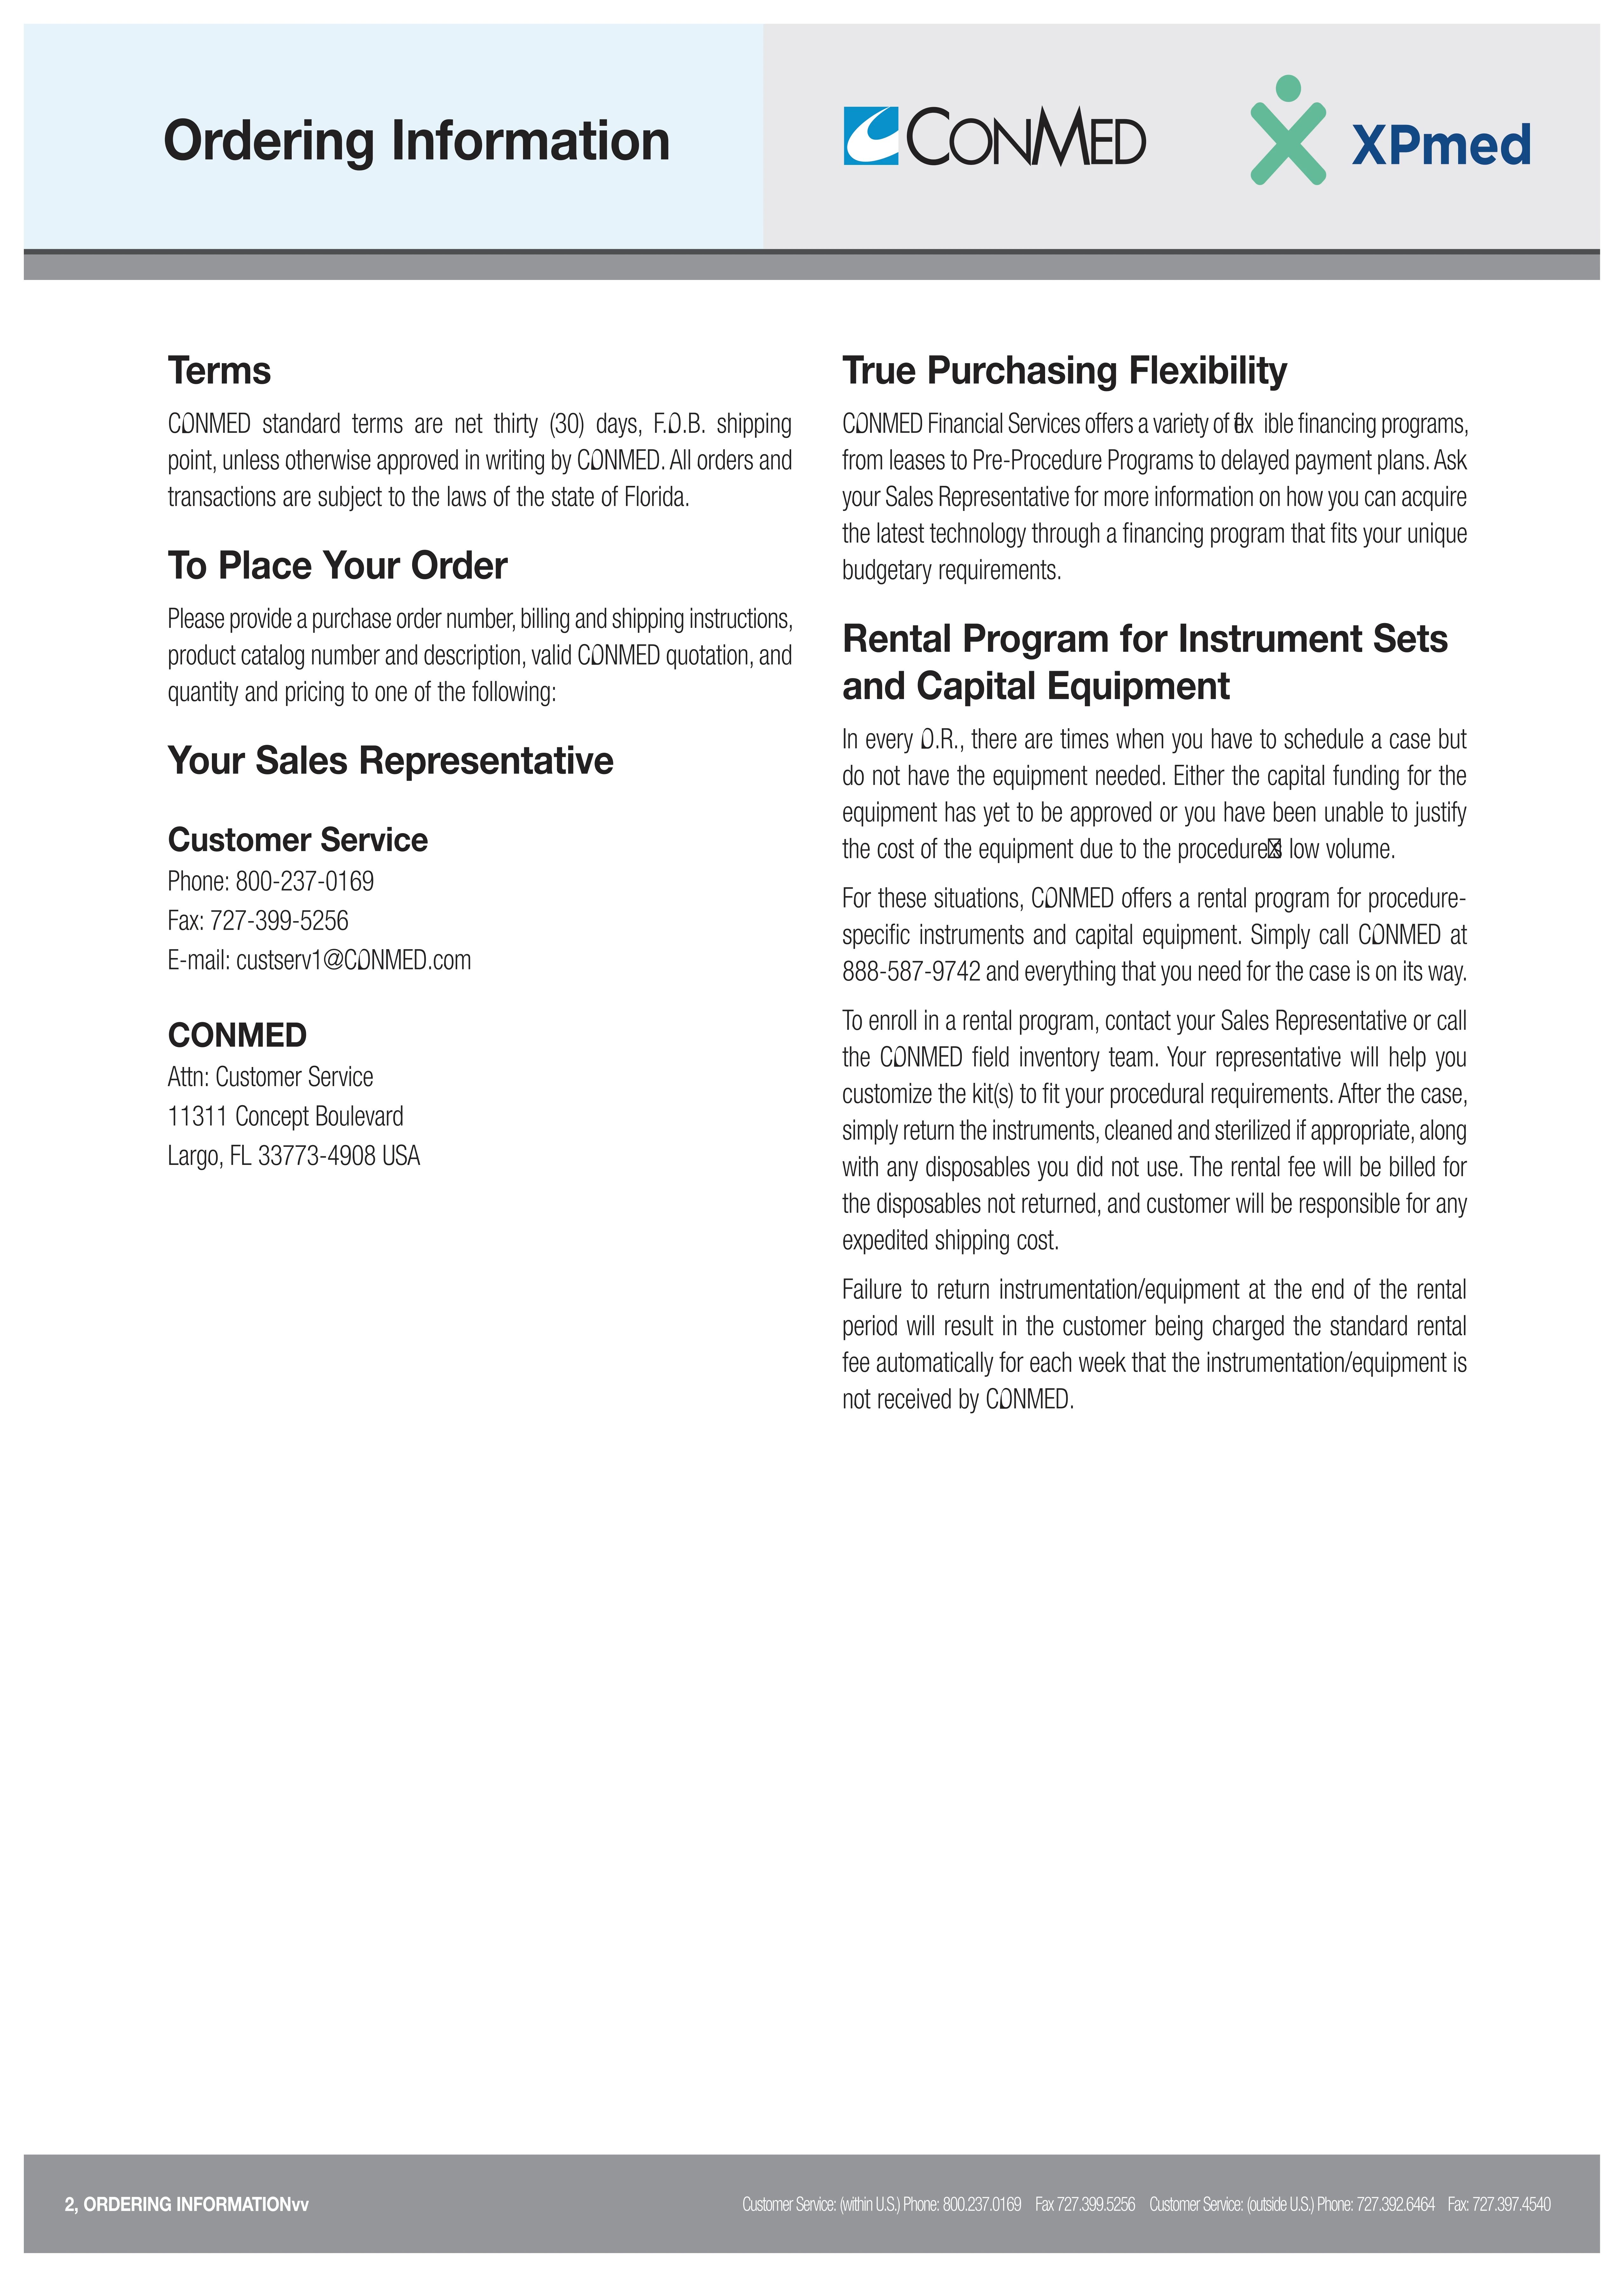 Ordering Information
CONMED
XPmed
Terms
CONMED standard terms are net thirty (30) days, F.O.B. shipping
point, unless otherwise approved in writing by CONMED. All orders and
transactions are subject to the laws of the state of Florida.
To Place Your Order
Please provide a purchase order number, billing and shipping instructions,
product catalog number and description, valid CONMED quotation, and
quantity and pricing to one of the following:
Your Sales Representative
Customer Service
Phone: 800-237-0169
Fax: 727-399-5256
E-mail: custserv1@CONMED.com
CONMED
Attn: Customer Service
11311 Concept Boulevard
Largo, FL 33773-4908 USA
True Purchasing Flexibility
CONMED Financial Services offers a variety of flex ible financing programs,
from leases to Pre-Procedure Programs to delayed payment plans. Ask
your Sales Representative for more information on how you can acquire
the latest technology through a financing program that fits your unique
budgetary requirements.
Rental Program for Instrument Sets
and Capital Equipment
In every O.R., there are times when you have to schedule a case but
do not have the equipment needed. Either the capital funding for the
equipment has yet to be approved or you have been unable to justify
the cost of the equipment due to the procedure's low volume.
For these situations, CONMED offers a rental program for procedure-
specific instruments and capital equipment. Simply call CONMED at
888-587-9742 and everything that you need for the case is on its way.
To enroll in a rental program, contact your Sales Representative or call
the CONMED field inventory team. Your representative will help you
customize the kit(s) to fit your procedural requirements. After the case,
simply return the instruments, cleaned and sterilized if appropriate, along
with any disposables you did not use. The rental fee will be billed for
the disposables not returned, and customer will be responsible for any
expedited shipping cost.
Failure to return instrumentation/equipment at the end of the rental
period will result in the customer being charged the standard rental
fee automatically for each week that the instrumentation/equipment is
not received by CONMED.
2, ORDERING INFORMATIONvv
Customer Service: (within U.S.) Phone: 800.237.0169 Fax 727.399.5256 Customer Service: (outside U.S.) Phone: 727.392.6464 Fax: 727.397.4540